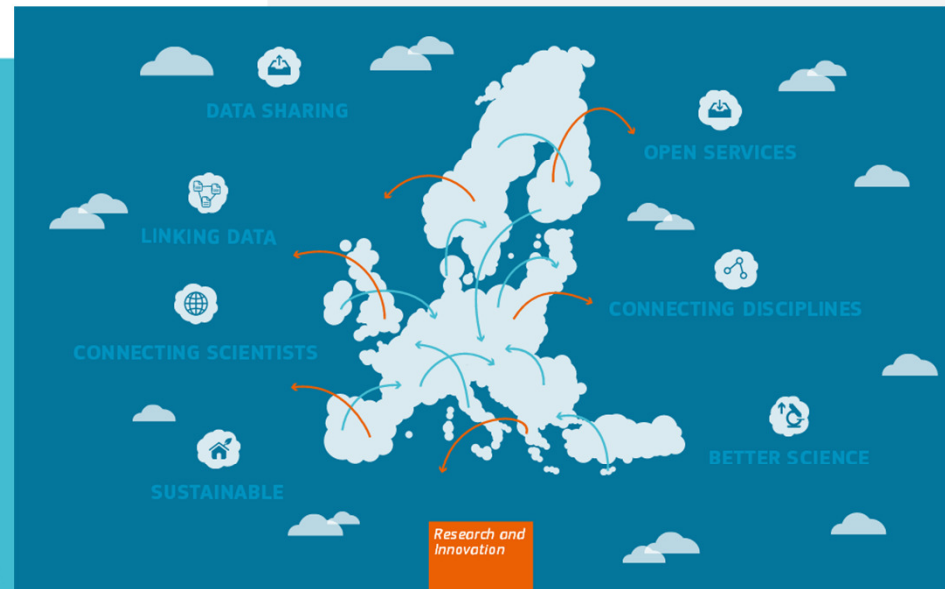 DATA SHARING
OPEN SERVICES
LINKING DATA
CONNECTING DISCIPLINES
CONNECTING SCIENTISTS
BETTER SCIENCE
SUSTAINABLE
Research and
Innovation